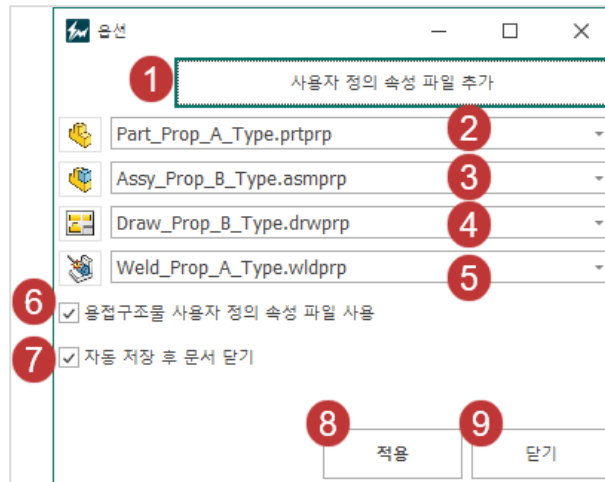 옵션
1
사용자 정의 속성 파일 추가
Part_Prop_A_Type.prtprp
2
Assy_Prop_B_Type.asmprp
3
Draw_Prop_B_Type.drwprp
4
Weld_Prop_A_Type.wldprp
5
6
용접구조물 사용자 정의 속성 파일 사용
7
자동 저장 후 문서 닫기
8
9
적용
닫기